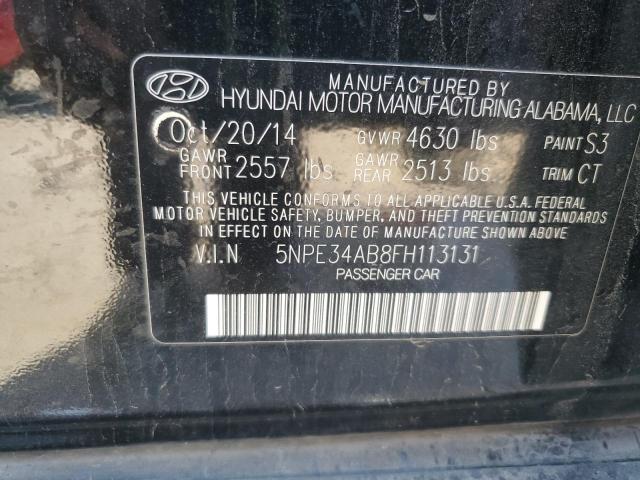 MANUFACTURED BY
HYUNDAI MOTOR MANUFACTURING ALABAMA, LLC
Oct/20/14 GVWR 4630 lbs PAINT S3
GAWR FRONT 2557 lbs GAWR REAR 2513 lbs TRIM CT
THIS VEHICLE CONFORMS TO ALL APPLICABLE U.S.A. FEDERAL
MOTOR VEHICLE SAFETY, BUMPER, AND THEFT PREVENTION STANDARDS
IN EFFECT ON THE DATE OF MANUFACTURE SHOWN ABOVE.
V.I.N 5NPE34AB8FH113131
PASSENGER CAR